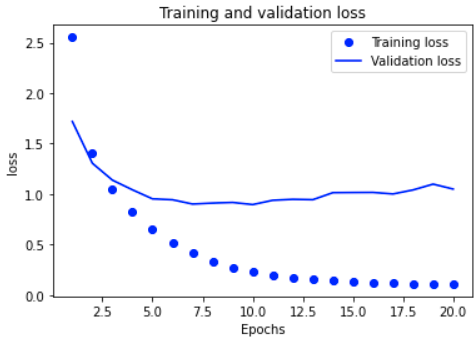 Training and validation loss
Training loss
Validation loss
loss
2.5
2.0
1.5
1.0
0.5
0.0
2.5 5.0 7.5 10.0 12.5 15.0 17.5 20.0
Epochs